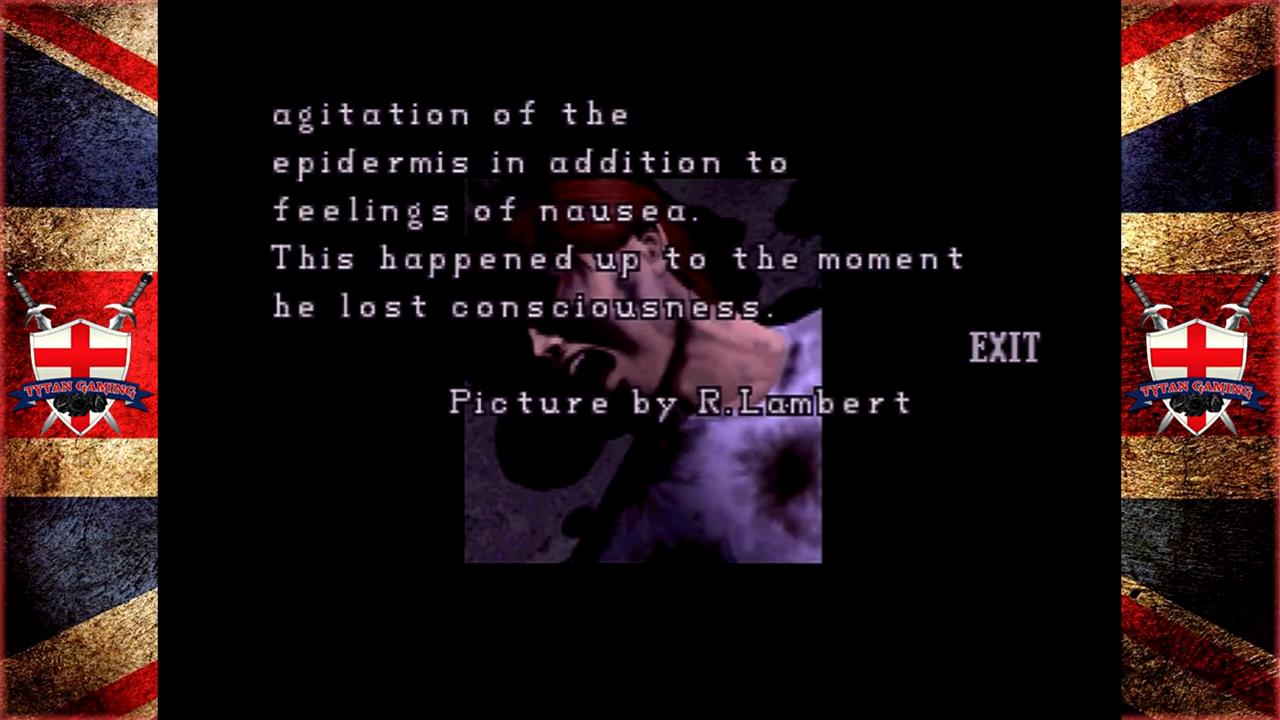 agitation of the
epidermis in addition to
feelings of nausea.
This happened up to the moment
he lost consciousness.
EXIT
Picture by R.Lambert
TYTAN GAMING
TYTAN GAMING